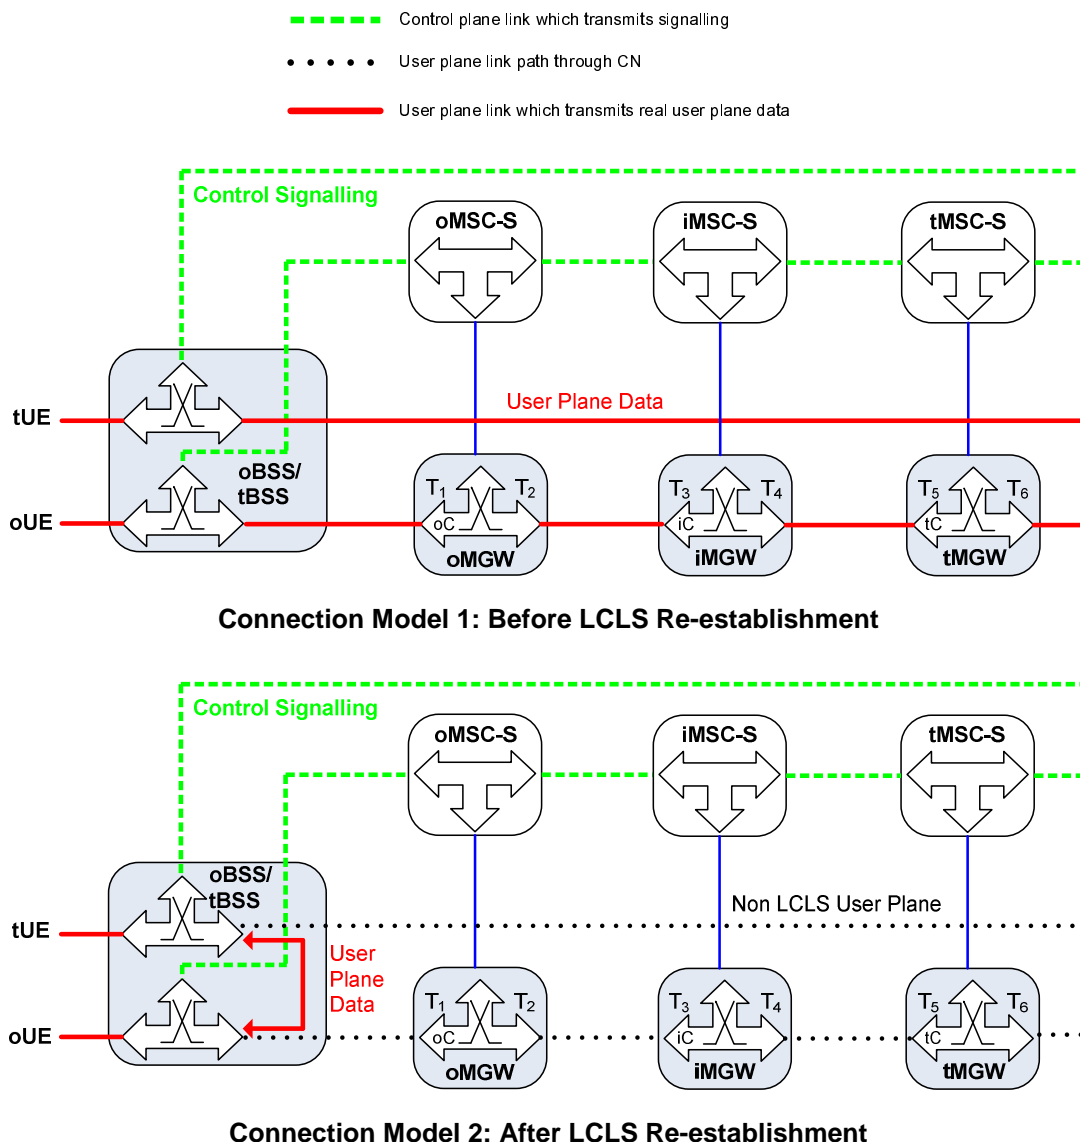 Control plane link which transmits signalling
User plane link path through CN
User plane link which transmits real user plane data
Control Signalling
oMSC-S
iMSC-S
tMSC-S
tUE
User Plane Data
oBSS/
tBSS
T1
T2
T3
T4
T5
T6
oUE
oC
iC
tC
oMGW
iMGW
tMGW
Connection Model 1: Before LCLS Re-establishment
Control Signalling
oMSC-S
iMSC-S
tMSC-S
oBSS/
tBSS
Non LCLS User Plane
tUE
User
Plane
Data
T1
T2
T3
T4
T5
T6
oUE
oC
iC
tC
oMGW
iMGW
tMGW
Connection Model 2: After LCLS Re-establishment